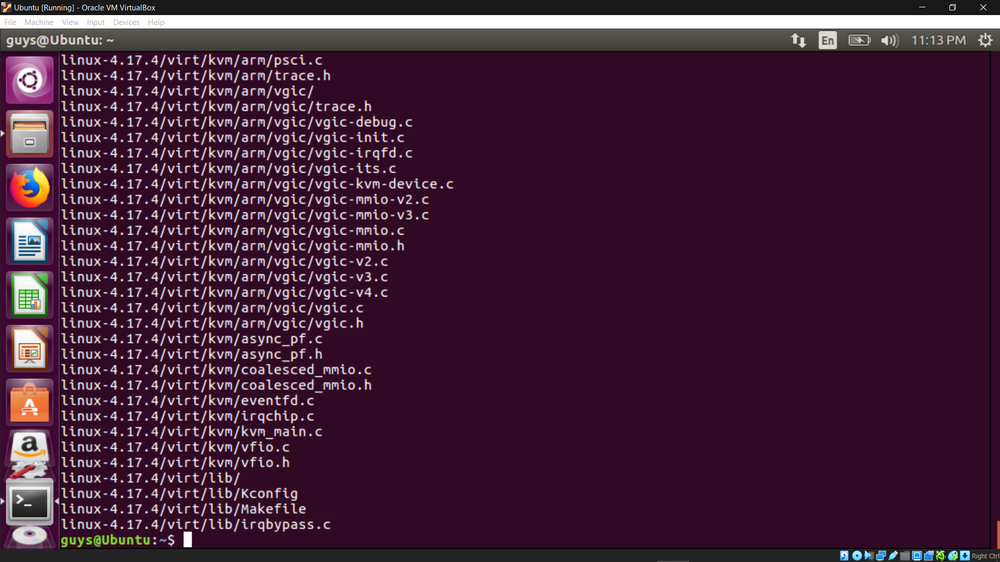 Ubuntu [Running] - Oracle VM VirtualBox
File Machine View Input Devices Help
guys@Ubuntu: ~ En 11:13 PM
linux-4.17.4/virt/kvm/arm/psci.c
linux-4.17.4/virt/kvm/arm/trace.h
linux-4.17.4/virt/kvm/arm/vgic/
linux-4.17.4/virt/kvm/arm/vgic/trace.h
linux-4.17.4/virt/kvm/arm/vgic/vgic-debug.c
linux-4.17.4/virt/kvm/arm/vgic/vgic-init.c
linux-4.17.4/virt/kvm/arm/vgic/vgic-irqfd.c
linux-4.17.4/virt/kvm/arm/vgic/vgic-its.c
linux-4.17.4/virt/kvm/arm/vgic/vgic-kvm-device.c
linux-4.17.4/virt/kvm/arm/vgic/vgic-mmio-v2.c
linux-4.17.4/virt/kvm/arm/vgic/vgic-mmio-v3.c
linux-4.17.4/virt/kvm/arm/vgic/vgic-mmio.c
linux-4.17.4/virt/kvm/arm/vgic/vgic-mmio.h
linux-4.17.4/virt/kvm/arm/vgic/vgic-v2.c
linux-4.17.4/virt/kvm/arm/vgic/vgic-v3.c
linux-4.17.4/virt/kvm/arm/vgic/vgic-v4.c
linux-4.17.4/virt/kvm/arm/vgic/vgic.c
linux-4.17.4/virt/kvm/arm/vgic/vgic.h
linux-4.17.4/virt/kvm/async_pf.c
linux-4.17.4/virt/kvm/async_pf.h
linux-4.17.4/virt/kvm/coalesced_mmio.c
linux-4.17.4/virt/kvm/coalesced_mmio.h
linux-4.17.4/virt/kvm/eventfd.c
linux-4.17.4/virt/kvm/irqchip.c
linux-4.17.4/virt/kvm/kvm_main.c
linux-4.17.4/virt/kvm/vfio.c
linux-4.17.4/virt/kvm/vfio.h
linux-4.17.4/virt/lib/
linux-4.17.4/virt/lib/Kconfig
linux-4.17.4/virt/lib/Makefile
linux-4.17.4/virt/lib/irqbypass.c
guys@Ubuntu:~$
Right Ctrl